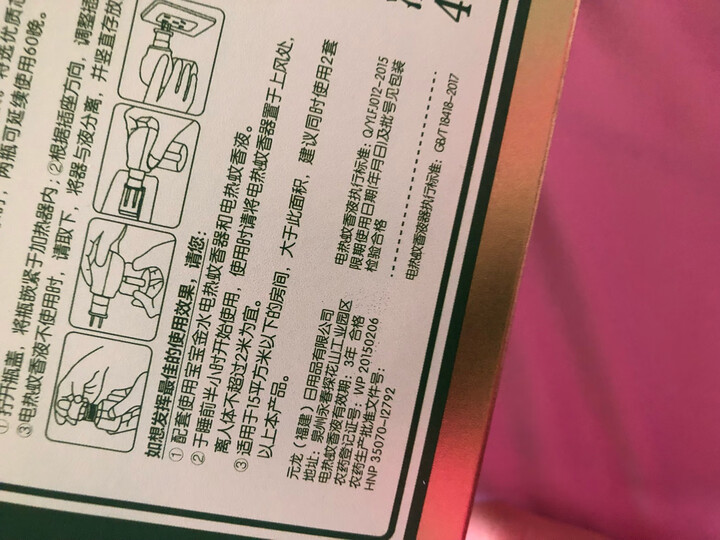 两瓶可延续使用60晚。
①打开瓶盖,将瓶嵌紧于加热器内,②根据插座方向,调整插
③电热蚊香液不使用时,请取下,将器与液分离,并竖直存放
如想发挥最佳的使用效果,请您:
①配套使用宝宝金水电热蚊香器和电热蚊香液。
②于睡前半小时开始使用,使用时请将电热蚊香器置于上风处,
离人体不超过2米为宜。
③适用于15平方米以下的房间,大于此面积,建议同时使用2套
以上本产品。
元龙(福建)日用品有限公司
地址:泉州永春探花山工业园区
电热蚊香液有效期:3年 合格
农药登记证号:WP 20150206
农药生产批准文件号:
HNP 35070-12792
电热蚊香液执行标准:Q/YLFJ012-2015
限期使用日期(年月日)及批号见包装
检验合格
电热蚊香液器执行标准:GB/T18418-2017